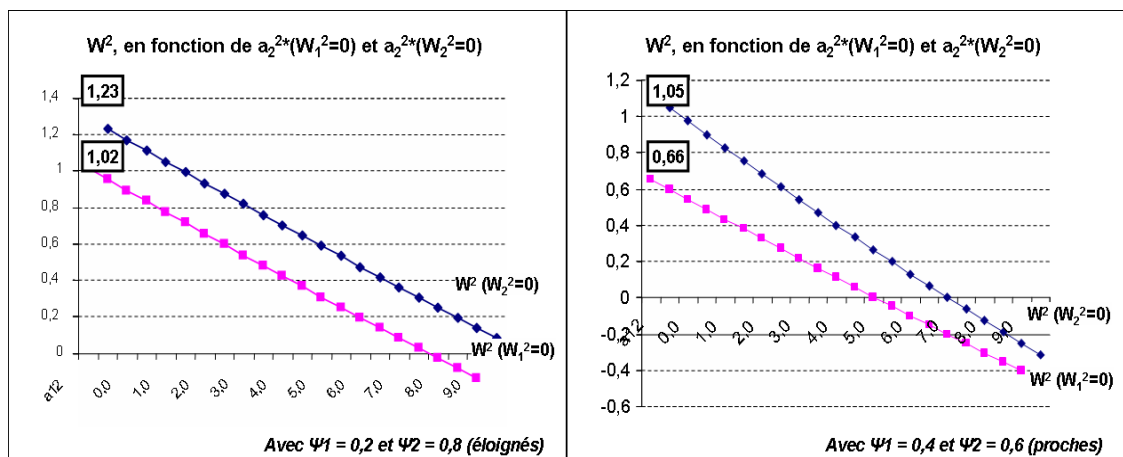 W², en fonction de a₂²*(W₁²=0) et a₂²*(W₂²=0)
1,4
1,23
1,2
1,02
1
0,8
0,6
0,4
W² (W₂²=0)
0,2
W² (W₁²=0)
0
a12 0,0 1,0 2,0 3,0 4,0 5,0 6,0 7,0 8,0 9,0
Avec Ψ1 = 0,2 et Ψ2 = 0,8 (éloignés)
W², en fonction de a₂²*(W₁²=0) et a₂²*(W₂²=0)
1,2
1,05
1
0,8
0,66
0,6
0,4
0,2
0
W² (W₂²=0)
a12 0,0 1,0 2,0 3,0 4,0 5,0 6,0 7,0 8,0 9,0
-0,2
W² (W₁²=0)
-0,4
-0,6
Avec Ψ1 = 0,4 et Ψ2 = 0,6 (proches)